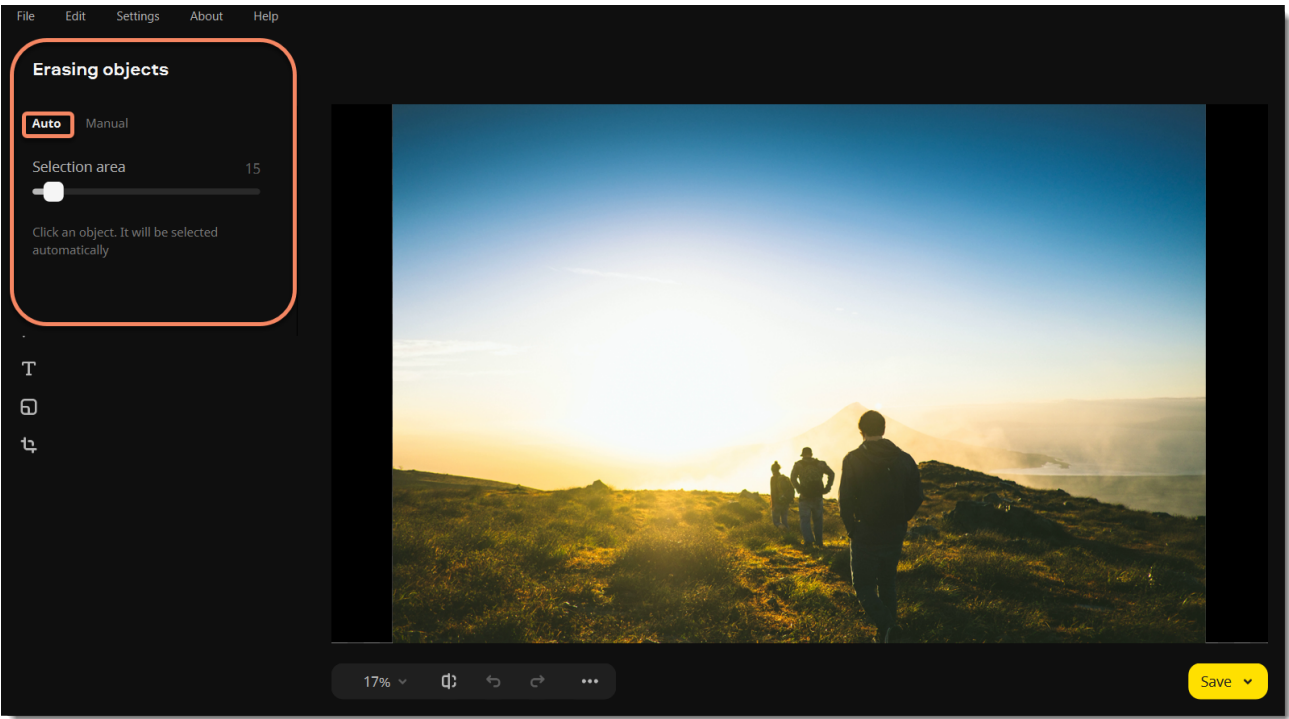 File Edit Settings About Help
Erasing objects
Auto Manual
Selection area 15
Click an object. It will be selected
automatically
T
17%
Save